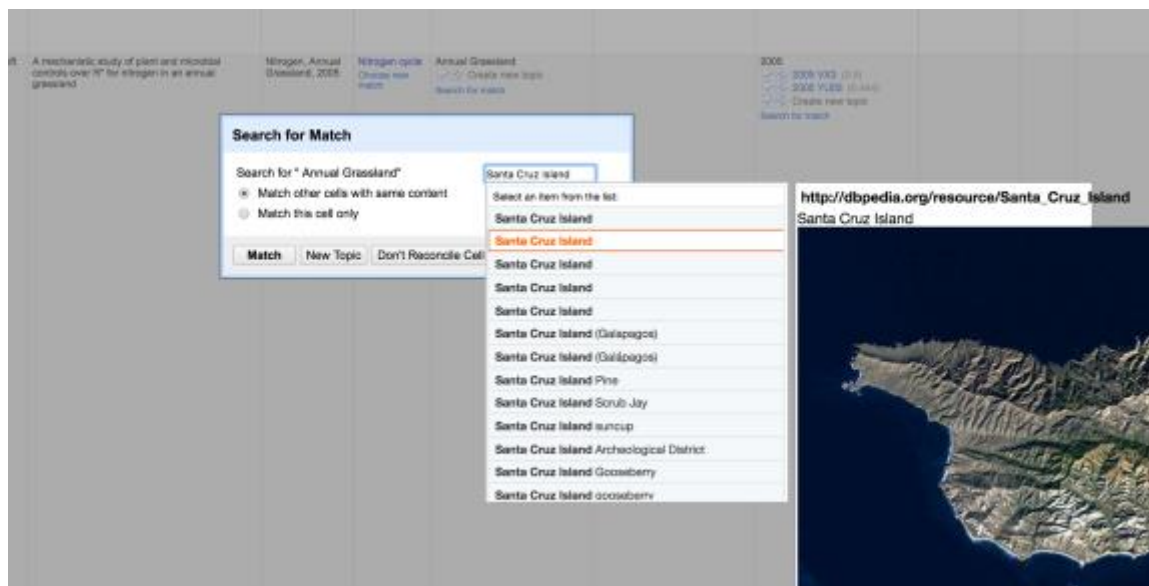 A mechanistic study of plant and microbial
controls over N* for nitrogen in an annual
grassland
Nitrogen, Annual
Grassland, 2005
Nitrogen cycle
Choose new
match
Annual Grassland
Create new topic
Search for match
2005
Create new topic
Search for match
Search for Match
Search for " Annual Grassland"
Santa Cruz Island
Match other cells with same content
Match this cell only
Match
New Topic
Don't Reconcile Cell
Select an item from the list:
Santa Cruz Island
Santa Cruz Island
Santa Cruz Island
Santa Cruz Island
Santa Cruz Island
Santa Cruz Island (Galapagos)
Santa Cruz Island (Galápagos)
Santa Cruz Island Pine
Santa Cruz Island Scrub Jay
Santa Cruz Island suncup
Santa Cruz Island Archeological District
Santa Cruz Island Gooseberry
Santa Cruz Island gooseberry
http://dbpedia.org/resource/Santa_Cruz_Island
Santa Cruz Island